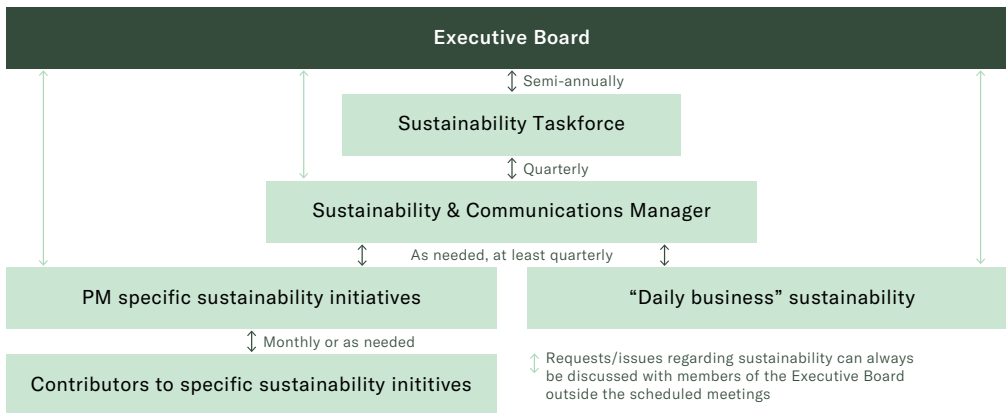 Executive Board
Semi-annually
Sustainability Taskforce
Quarterly
Sustainability & Communications Manager
As needed, at least quarterly
PM specific sustainability initiatives
“Daily business” sustainability
Monthly or as needed
Contributors to specific sustainability inititives
Requests/issues regarding sustainability can always
be discussed with members of the Executive Board
outside the scheduled meetings